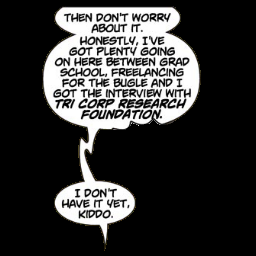 THEN DON'T WORRY
ABOUT IT.
HONESTLY, I'VE
GOT PLENTY GOING
ON HERE BETWEEN GRAD
SCHOOL, FREELANCING
FOR THE BUGLE AND I
GOT THE INTERVIEW WITH
TRI CORP RESEARCH
FOUNDATION.
I DON'T
HAVE IT YET,
KIDDO.